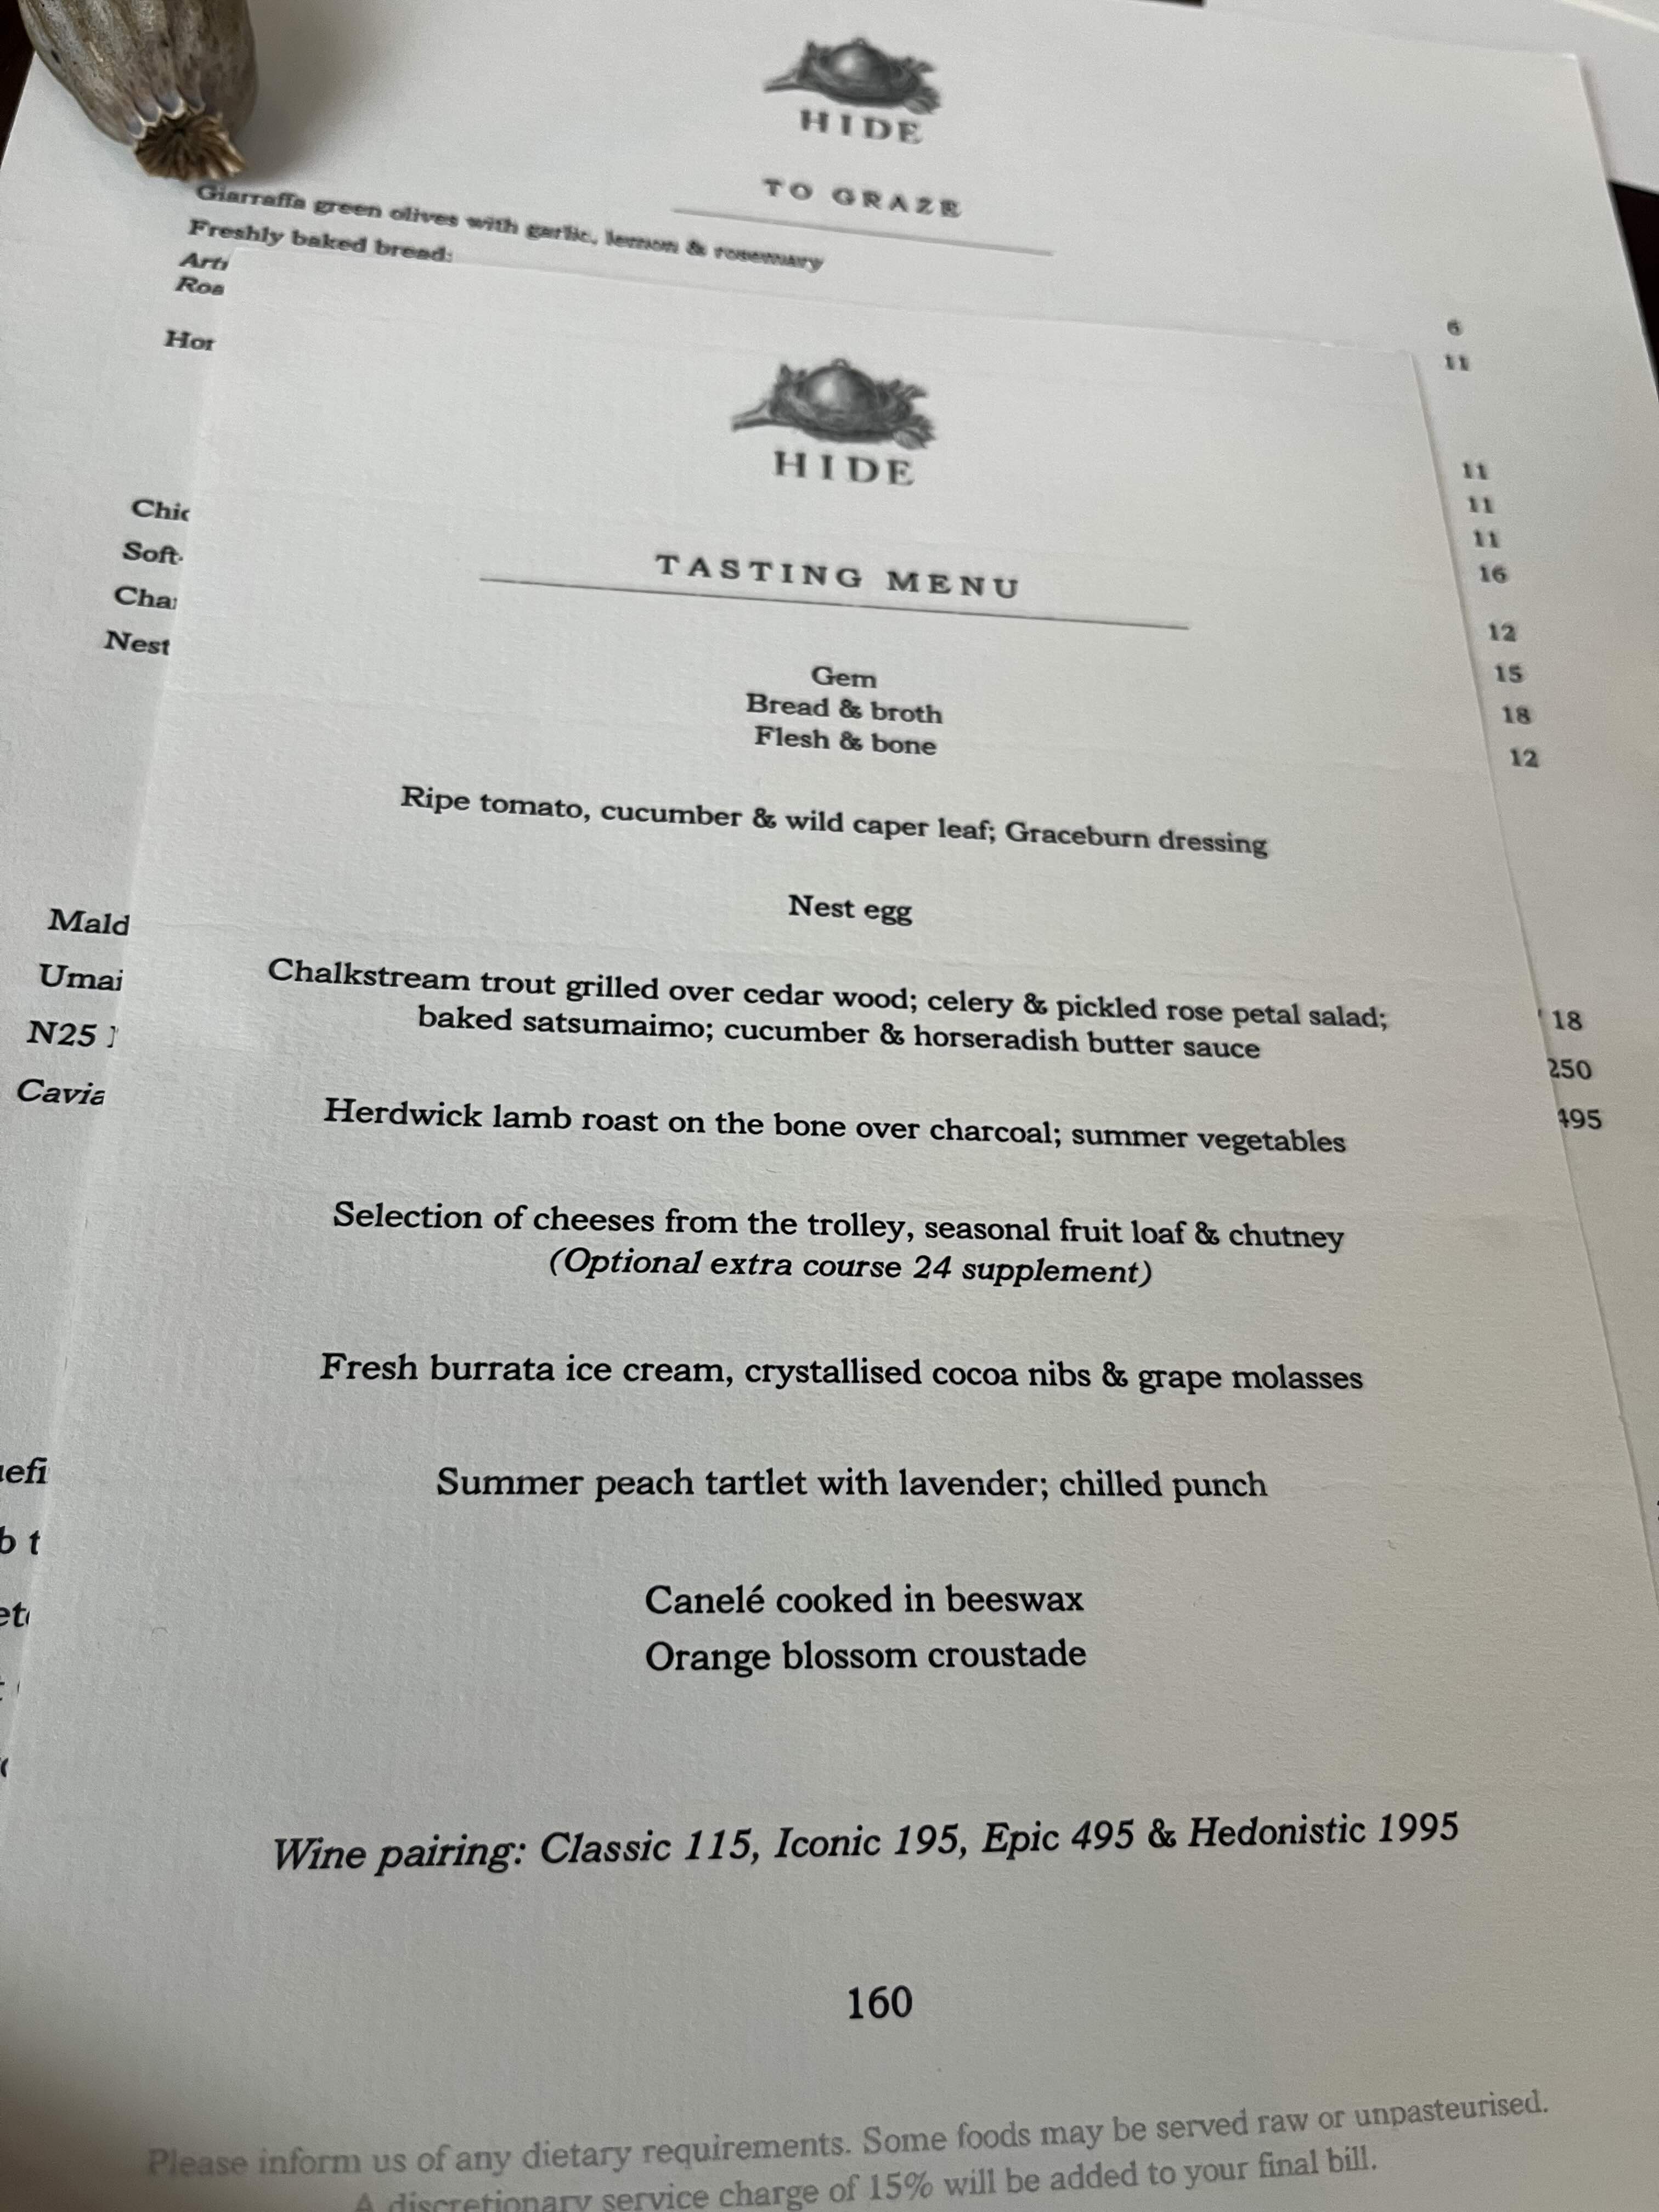 HIDE
TO GRAZE
Giarraffa green olives with garlic, lemon & rosemary
6
Freshly baked bread:
11
Arti
Roa
Hor
11
11
11
16
Chic
12
Soft-
15
Cha
18
Nest
12
Mald
18
Umai
250
N25
495
Cavia
uefi
b t
HIDE
TASTING MENU
Gem
Bread & broth
Flesh & bone
Ripe tomato, cucumber & wild caper leaf; Graceburn dressing
Nest egg
Chalkstream trout grilled over cedar wood; celery & pickled rose petal salad;
baked satsumaimo; cucumber & horseradish butter sauce
Herdwick lamb roast on the bone over charcoal; summer vegetables
Selection of cheeses from the trolley, seasonal fruit loaf & chutney
(Optional extra course 24 supplement)
Fresh burrata ice cream, crystallised cocoa nibs & grape molasses
Summer peach tartlet with lavender; chilled punch
Canelé cooked in beeswax
Orange blossom croustade
Wine pairing: Classic 115, Iconic 195, Epic 495 & Hedonistic 1995
160
Please inform us of any dietary requirements. Some foods may be served raw or unpasteurised.
A discretionary service charge of 15% will be added to your final bill.